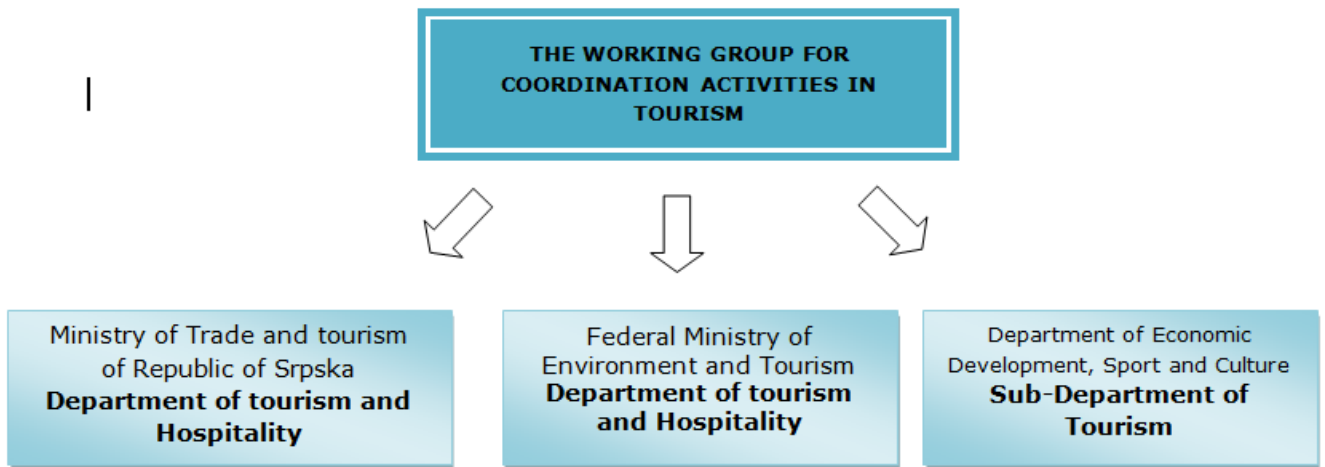 THE WORKING GROUP FOR
COORDINATION ACTIVITIES IN
TOURISM
Ministry of Trade and tourism
of Republic of Srpska
Department of tourism and
Hospitality
Federal Ministry of
Environment and Tourism
Department of tourism
and Hospitality
Department of Economic
Development, Sport and Culture
Sub-Department of
Tourism